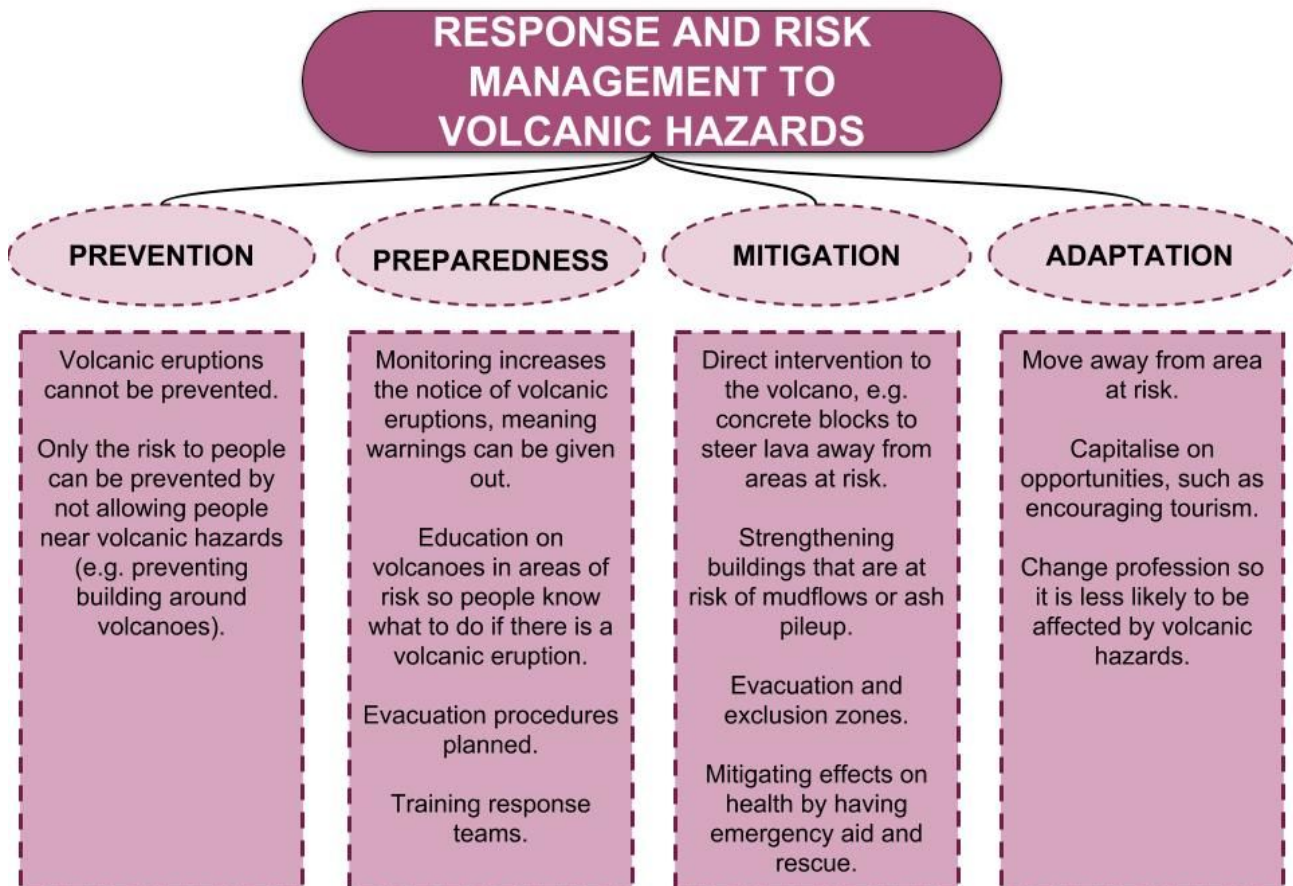 RESPONSE AND RISK
MANAGEMENT TO
VOLCANIC HAZARDS
PREVENTION
Volcanic eruptions
cannot be prevented.
Only the risk to people
can be prevented by
not allowing people
near volcanic hazards
(e.g. preventing
building around
volcanoes).
PREPAREDNESS
Monitoring increases
the notice of volcanic
eruptions, meaning
warnings can be given
out.
Education on
volcanoes in areas of
risk so people know
what to do if there is a
volcanic eruption.
Evacuation procedures
planned.
Training response
teams.
MITIGATION
Direct intervention to
the volcano, e.g.
concrete blocks to
steer lava away from
areas at risk.
Strengthening
buildings that are at
risk of mudflows or ash
pileup.
Evacuation and
exclusion zones.
Mitigating effects on
health by having
emergency aid and
rescue.
ADAPTATION
Move away from area
at risk.
Capitalise on
opportunities, such as
encouraging tourism.
Change profession so
it is less likely to be
affected by volcanic
hazards.